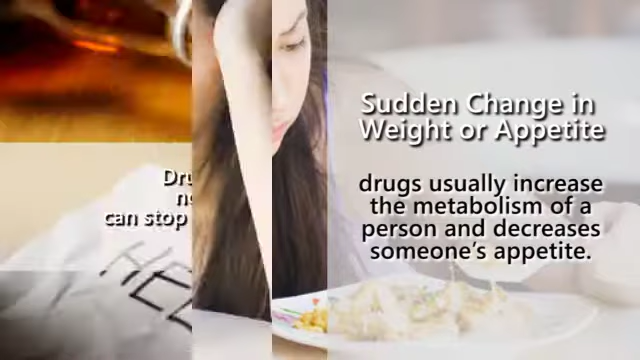 Sudden Change in
Weight or Appetite
drugs usually increase
the metabolism of a
person and decreases
someone's appetite.
can stop